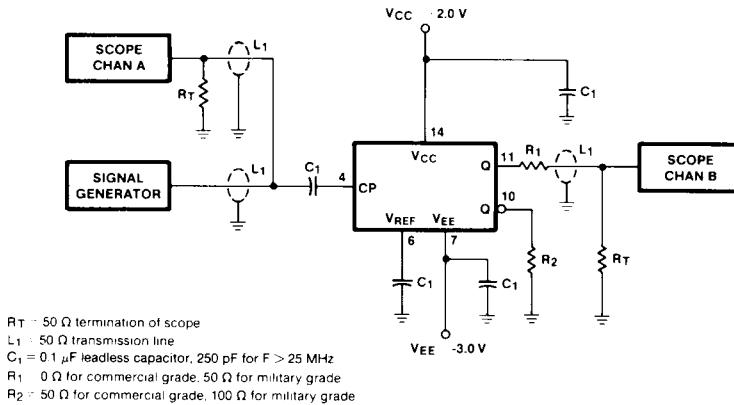 VCC 2.0 V
SCOPE
CHAN A
L1
RT
C1
14
VCC
SIGNAL
GENERATOR
L1
C1
4
CP
Q
11
R1
L1
SCOPE
CHAN B
Q
10
VREF
VEE
6
7
C1
C1
R2
RT
VEE -3.0 V
RT = 50 Ω termination of scope
L1 = 50 Ω transmission line
C1 = 0.1 μF leadless capacitor, 250 pF for F > 25 MHz
R1 0 Ω for commercial grade, 50 Ω for military grade
R2 = 50 Ω for commercial grade, 100 Ω for military grade